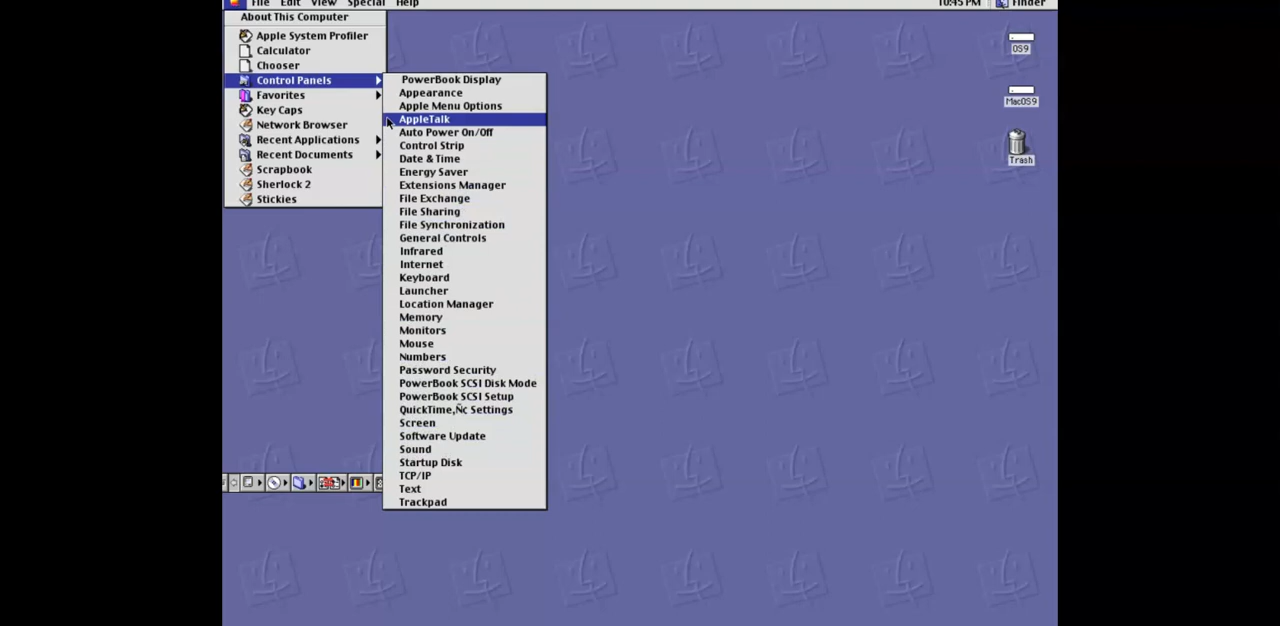 File Edit View Special Help 10:45 PM Finder
About This Computer
Apple System Profiler
Calculator
Chooser
Control Panels
Favorites
Key Caps
Network Browser
Recent Applications
Recent Documents
Scrapbook
Sherlock 2
Stickies
PowerBook Display
Appearance
Apple Menu Options
AppleTalk
Auto Power On/Off
Control Strip
Date & Time
Energy Saver
Extensions Manager
File Exchange
File Sharing
File Synchronization
General Controls
Infrared
Internet
Keyboard
Launcher
Location Manager
Memory
Monitors
Mouse
Numbers
Password Security
PowerBook SCSI Disk Mode
PowerBook SCSI Setup
QuickTime‚Ñ¢ Settings
Screen
Software Update
Sound
Startup Disk
TCP/IP
Text
Trackpad
OS9
MacOS9
Trash